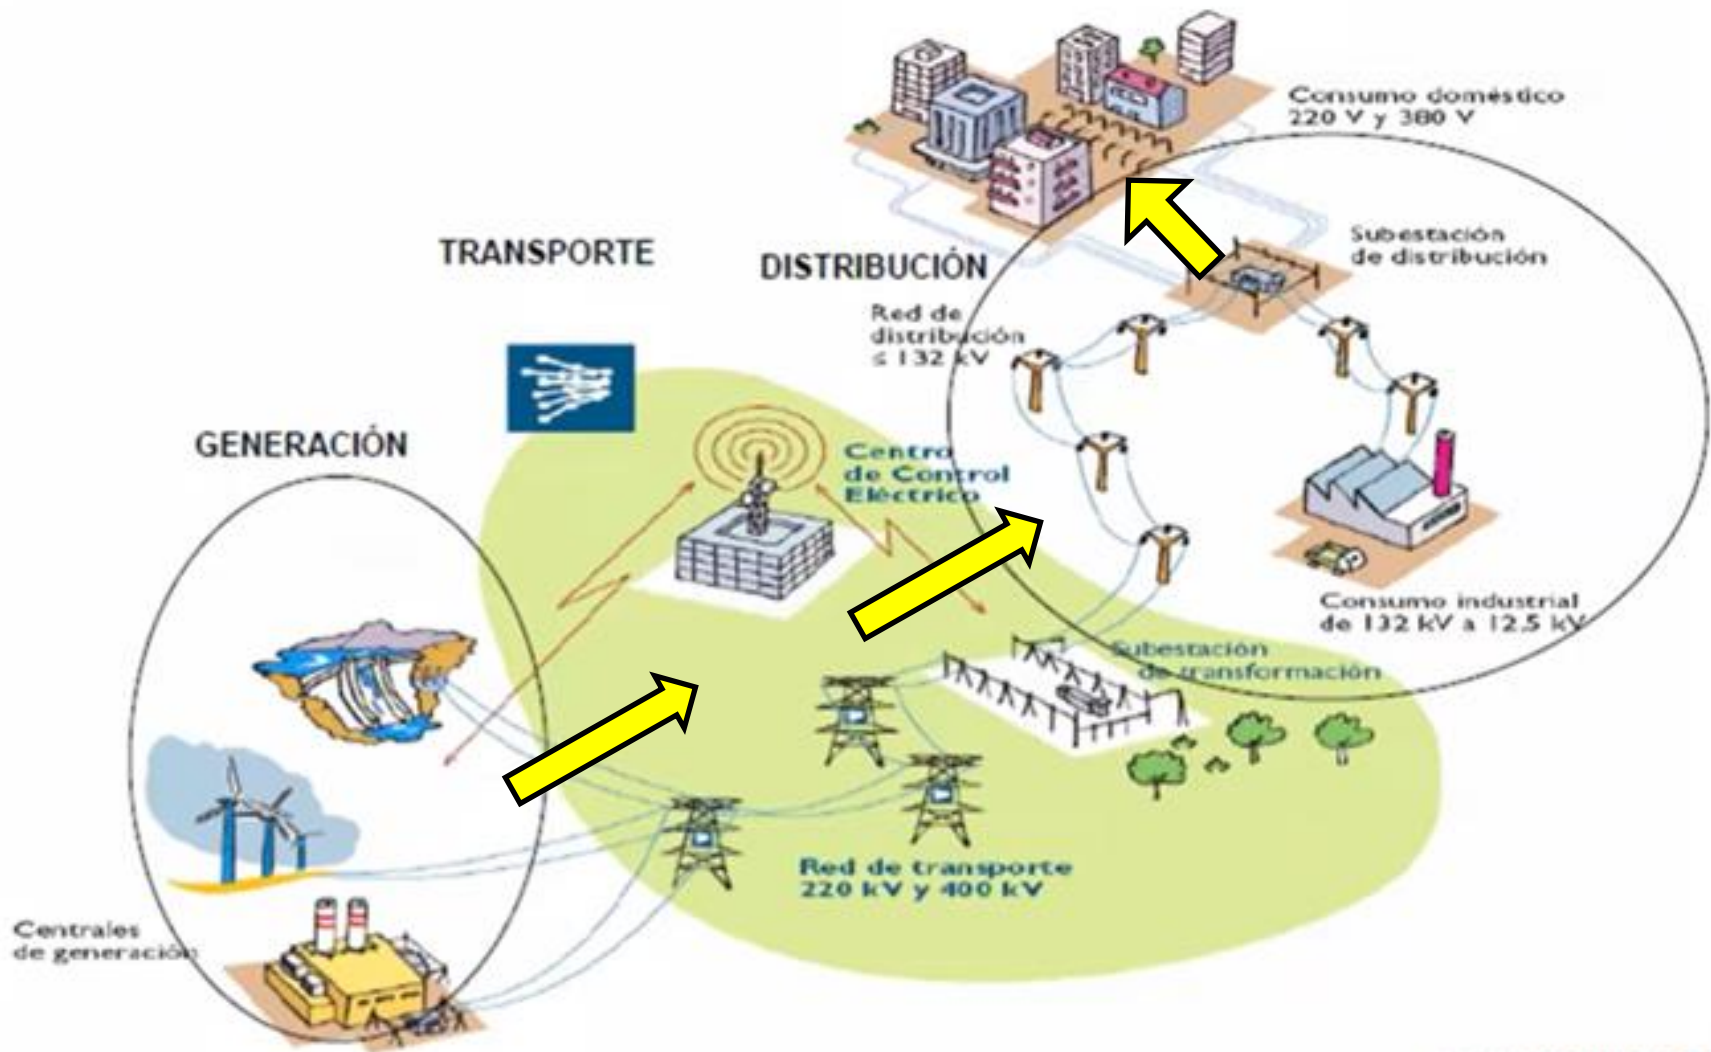 Consumo doméstico
220 V y 380 V
Subestación
de distribución
TRANSPORTE
DISTRIBUCIÓN
Red de
distribución
≤ 132 kV
GENERACIÓN
Centro
de Control
Eléctrico
Consumo industrial
de 132 kV a 12,5 kV
Subestación
de transformación
Red de transporte
220 kV y 400 kV
Centrales
de generación